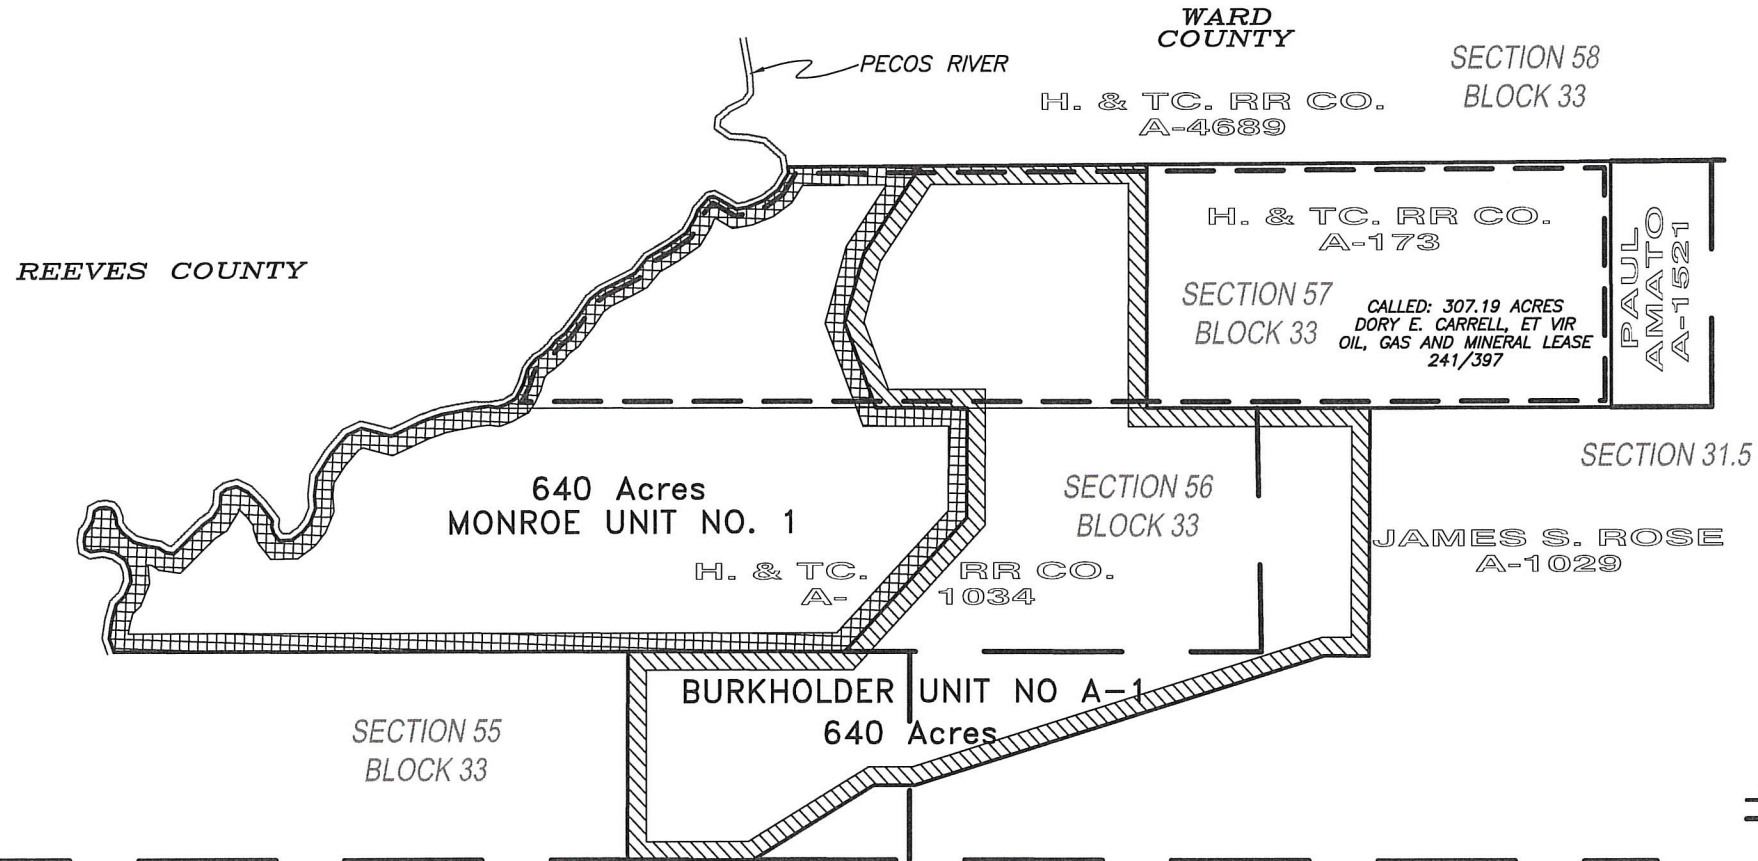 WARD
COUNTY
PECOS RIVER
SECTION 58
BLOCK 33
H. & TC. RR CO.
A-4689
REEVES COUNTY
H. & TC. RR CO.
A-173
SECTION 57
BLOCK 33
CALLED: 307.19 ACRES
DORY E. CARRELL, ET VIR
OIL, GAS AND MINERAL LEASE
241/397
PAUL
AMATO
A-1521
640 Acres
MONROE UNIT NO. 1
SECTION 56
BLOCK 33
SECTION 31.5
JAMES S. ROSE
A-1029
H. & TC. RR CO.
A- 1034
BURKHOLDER UNIT NO A-1
640 Acres
SECTION 55
BLOCK 33